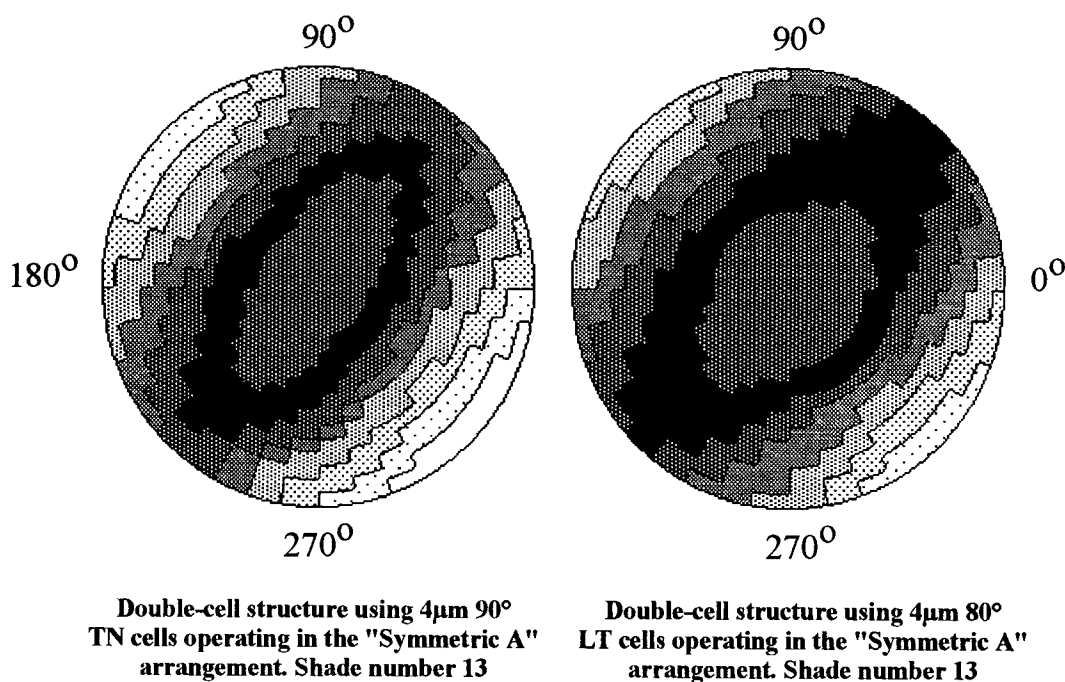 90°
90°
180°
0°
270°
270°
Double-cell structure using 4µm 90°
TN cells operating in the "Symmetric A"
arrangement. Shade number 13
Double-cell structure using 4µm 80°
LT cells operating in the "Symmetric A"
arrangement. Shade number 13